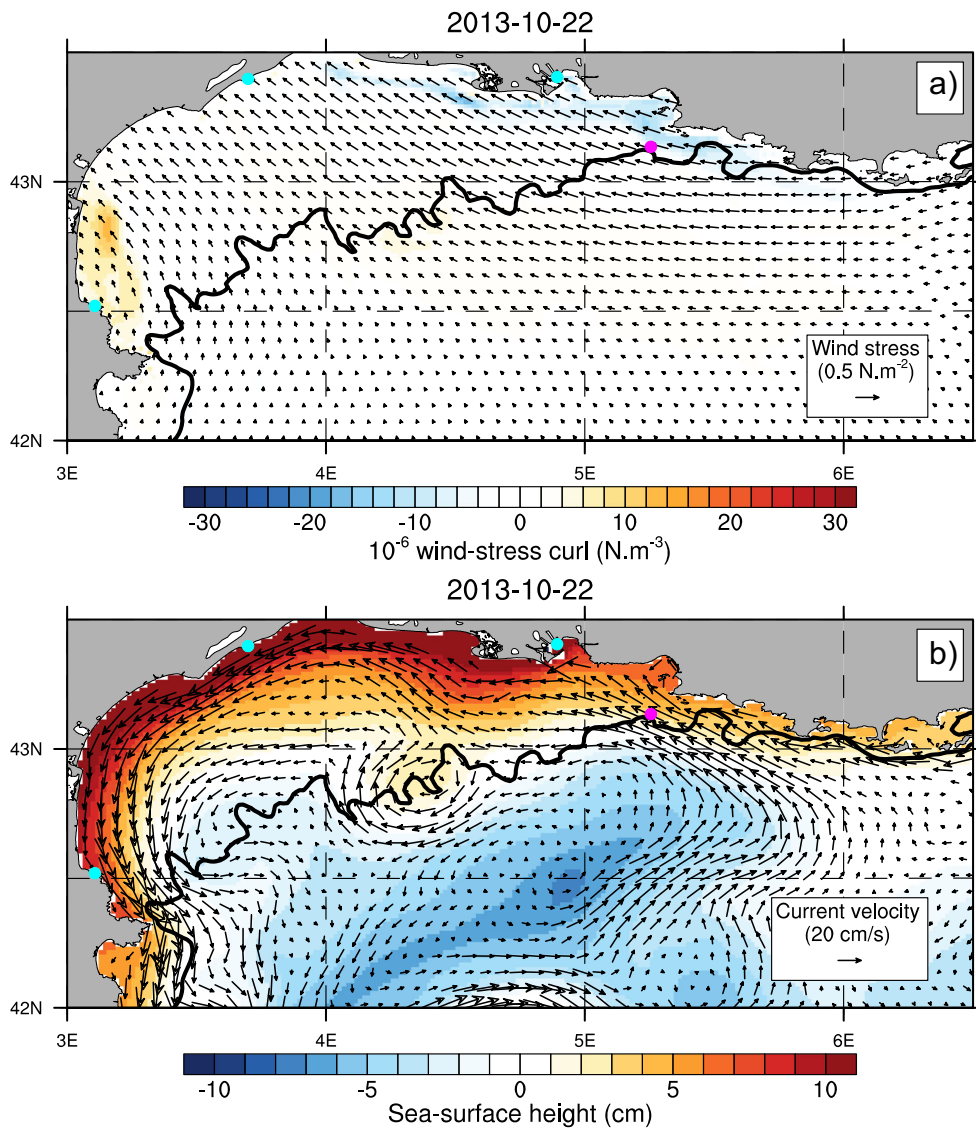 2013-10-22
a)
43N
Wind stress
(0.5 N.m⁻²)
42N
3E 4E 5E 6E
-30 -20 -10 0 10 20 30
10⁻⁶ wind-stress curl (N.m⁻³)
2013-10-22
b)
43N
Current velocity
(20 cm/s)
42N
3E 4E 5E 6E
-10 -5 0 5 10
Sea-surface height (cm)